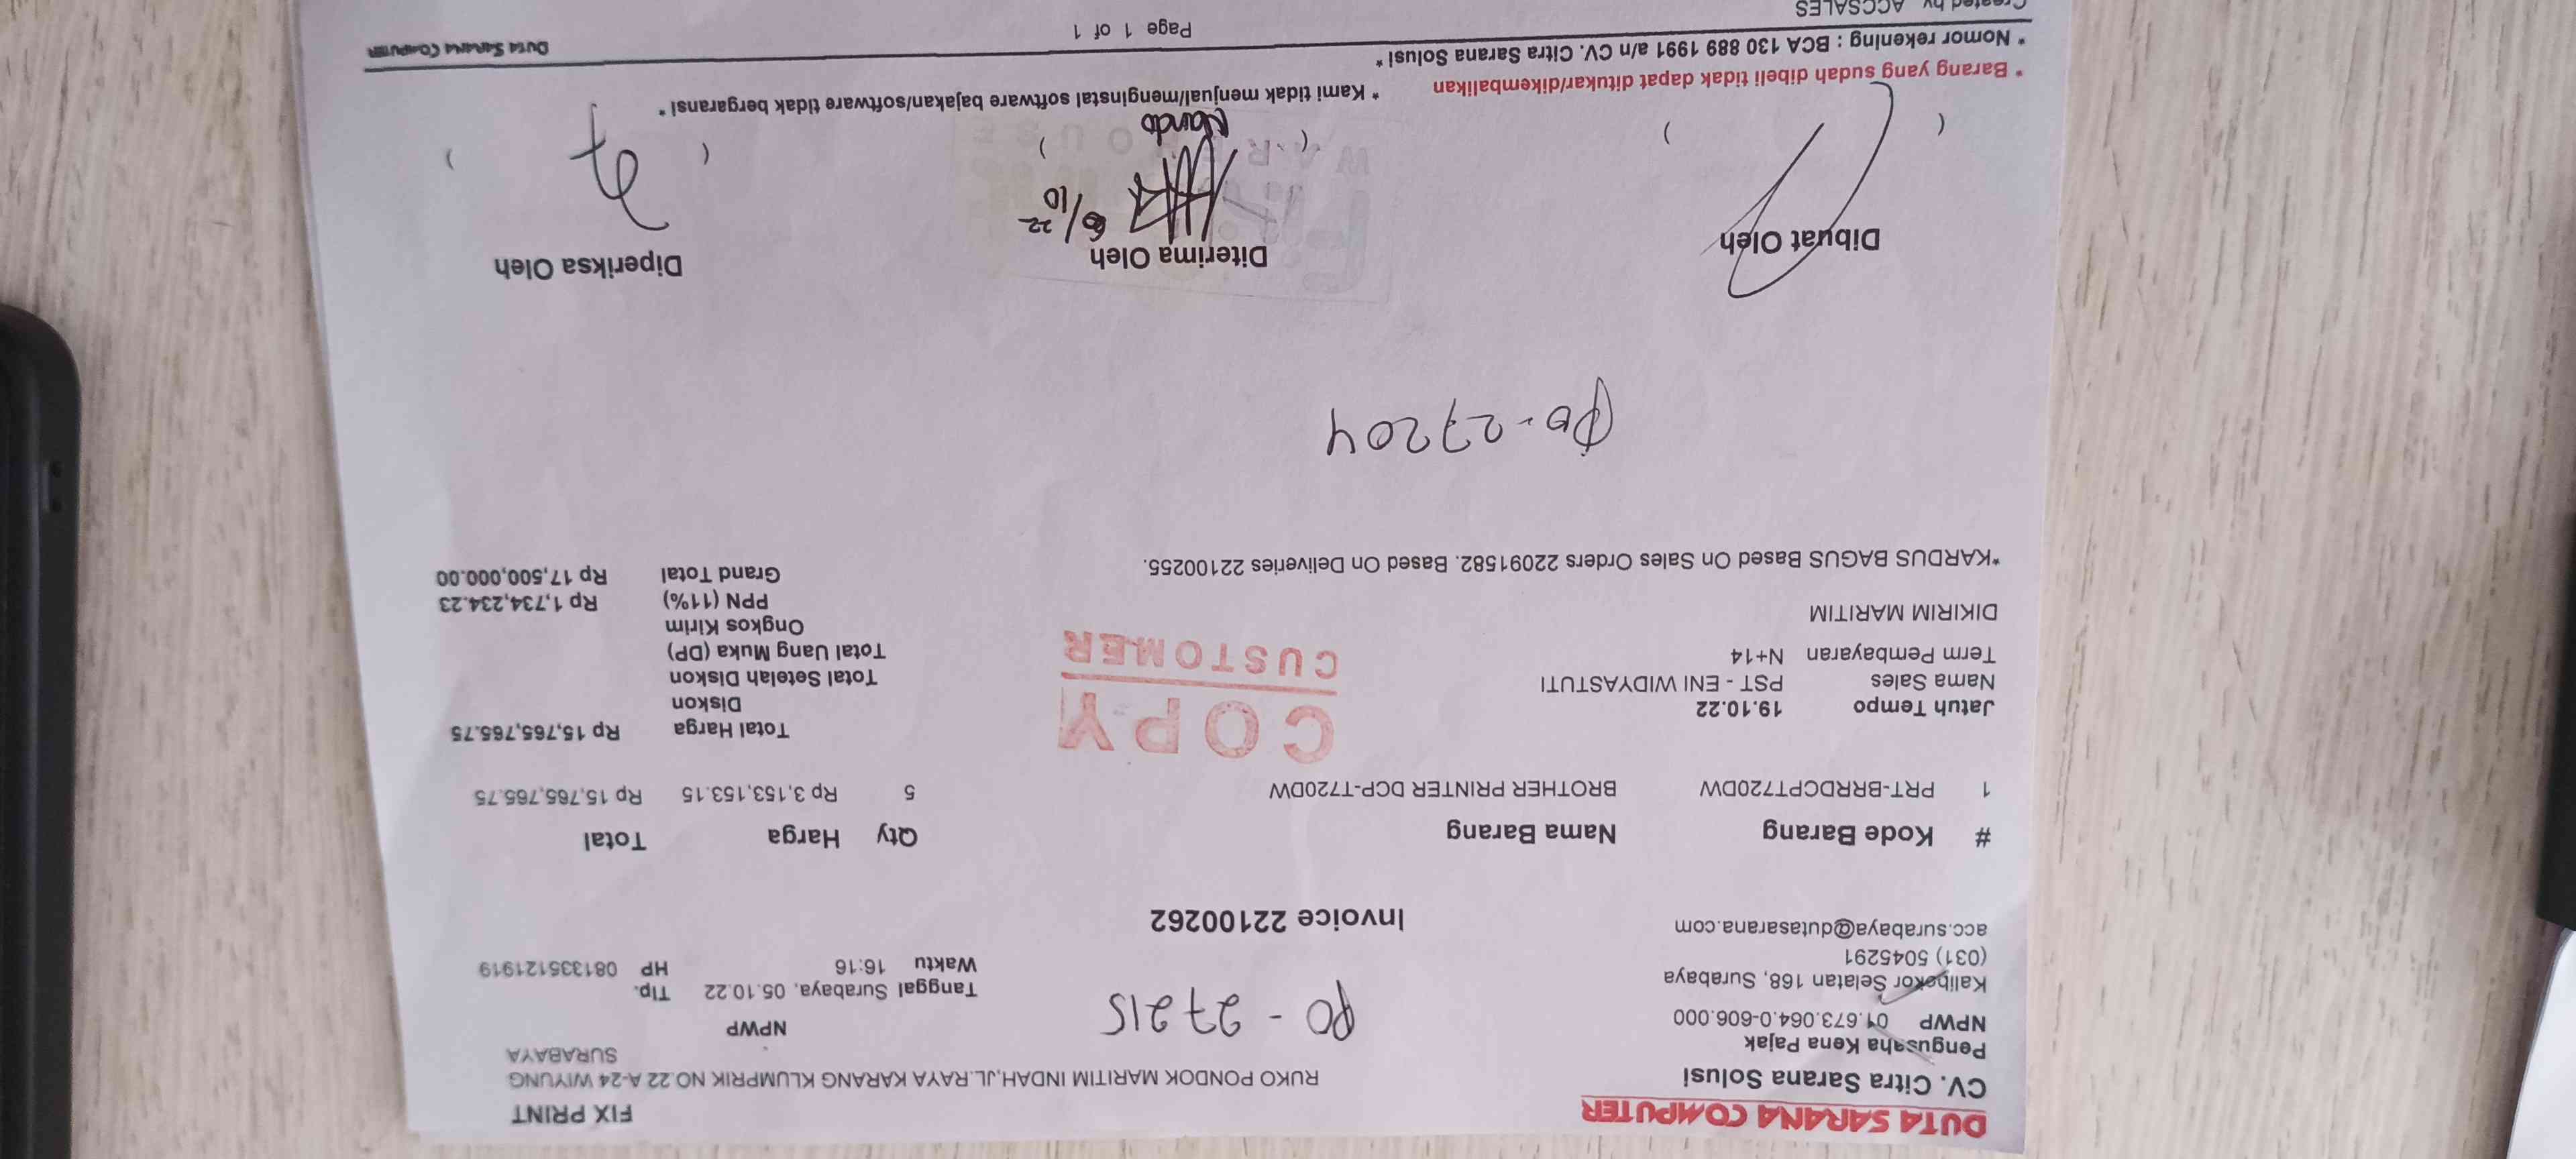 DUTA SARANA COMPUTER
CV. Citra Sarana Solusi
Pengusaha Kena Pajak
NPWP 01.673.064.0-606.000
Kalibokor Selatan 168, Surabaya
(031) 5045291
acc.surabaya@dutasarana.com
FIX PRINT
RUKO PONDOK MARITIM INDAH,JL.RAYA KARANG KLUMPRIK NO.22 A-24 WIYUNG
SURABAYA
NPWP
Tanggal Surabaya, 05.10.22 Tlp.
Waktu 16:16 HP 081335121919
PO - 27215
Invoice 22100262
# Kode Barang Nama Barang Qty Harga Total
1 PRT-BRRDCPT720DW BROTHER PRINTER DCP-T720DW 5 Rp 3,153,153.15 Rp 15,765,765.75
Jatuh Tempo 19.10.22
Nama Sales PST - ENI WIDYASTUTI
Term Pembayaran N+14
DIKIRIM MARITIM
COPY
CUSTOMER
Total Harga Rp 15,765,765.75
Diskon
Total Setelah Diskon
Total Uang Muka (DP)
Ongkos Kirim
PPN (11%) Rp 1,734,234.23
Grand Total Rp 17,500,000.00
*KARDUS BAGUS Based On Sales Orders 22091582. Based On Deliveries 22100255.
PO - 27204
Dibuat Oleh Diterima Oleh Diperiksa Oleh
6/10 22
Nando
( ) ( ) ( )
* Barang yang sudah dibeli tidak dapat ditukar/dikembalikan * Kami tidak menjual/menginstal software bajakan/software tidak bergaransi *
* Nomor rekening : BCA 130 889 1991 a/n CV. Citra Sarana Solusi *
Created by ACCSALES Page 1 of 1 DUTA SARANA COMPUTER